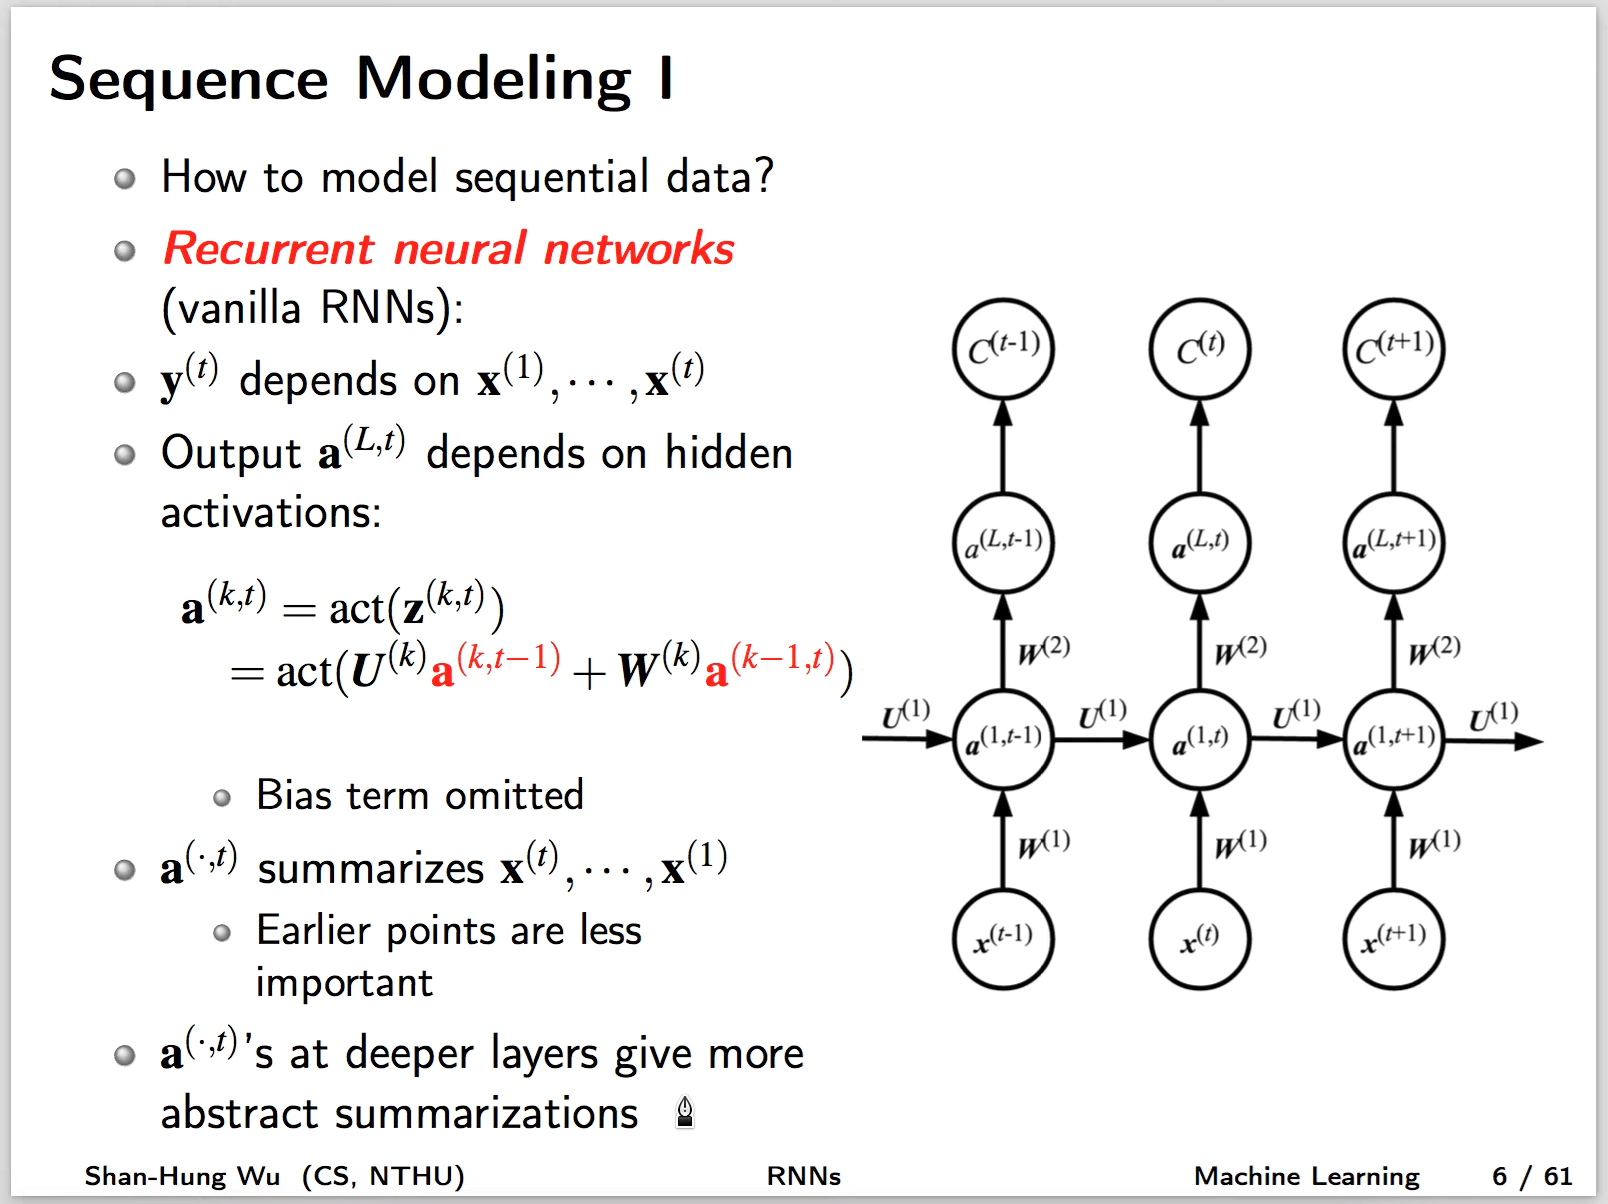 Sequence Modeling I
How to model sequential data?
Recurrent neural networks
(vanilla RNNs):
y^(t) depends on x^(1), ⋯ , x^(t)
Output a^(L,t) depends on hidden
activations:
a^(k,t) = act(z^(k,t))
= act(U^(k) a^(k,t−1) + W^(k) a^(k−1,t))
Bias term omitted
a^(·,t) summarizes x^(t), ⋯ , x^(1)
Earlier points are less
important
a^(·,t)'s at deeper layers give more
abstract summarizations
C^(t-1) C^(t) C^(t+1)
a^(L,t-1) a^(L,t) a^(L,t+1)
W^(2) W^(2) W^(2)
U^(1) U^(1) U^(1) U^(1)
a^(1,t-1) a^(1,t) a^(1,t+1)
W^(1) W^(1) W^(1)
x^(t-1) x^(t) x^(t+1)
Shan-Hung Wu (CS, NTHU) RNNs Machine Learning 6 / 61